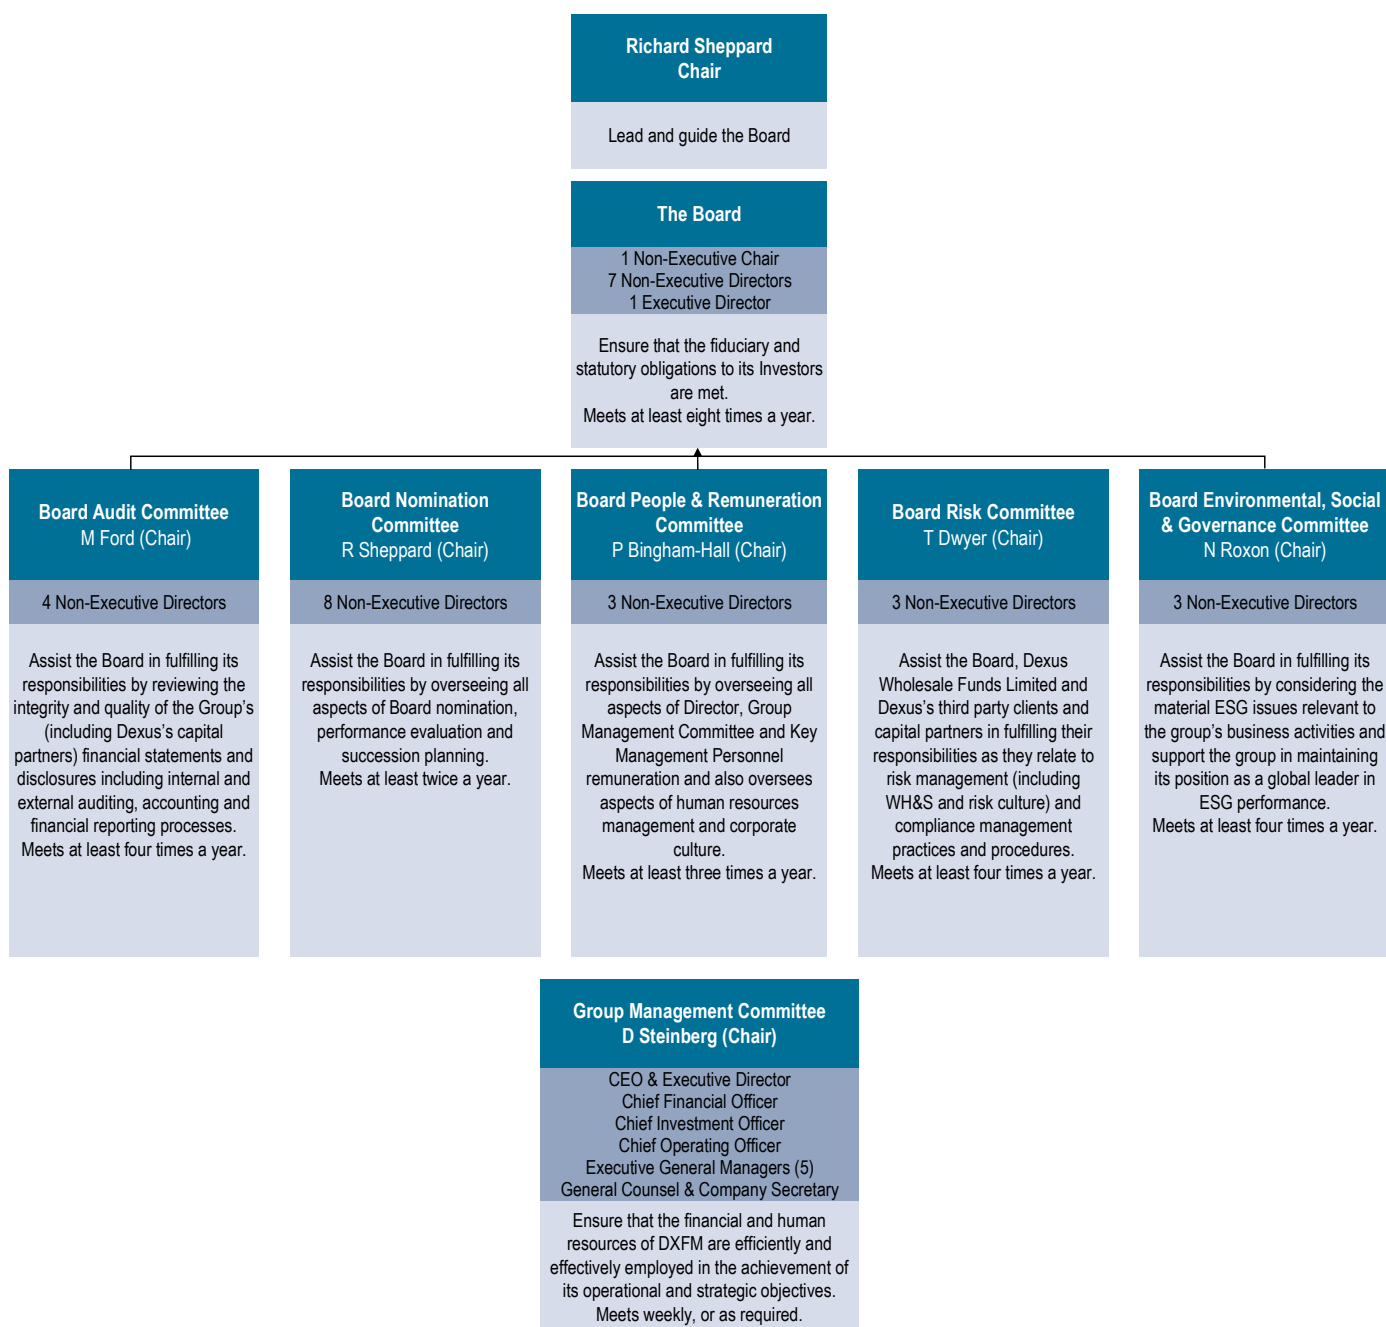 Richard Sheppard
Chair
Lead and guide the Board
The Board
1 Non-Executive Chair
7 Non-Executive Directors
1 Executive Director
Ensure that the fiduciary and
statutory obligations to its Investors
are met.
Meets at least eight times a year.
Board Audit Committee
M Ford (Chair)
4 Non-Executive Directors
Assist the Board in fulfilling its
responsibilities by reviewing the
integrity and quality of the Group's
(including Dexus's capital
partners) financial statements and
disclosures including internal and
external auditing, accounting and
financial reporting processes.
Meets at least four times a year.
Board Nomination
Committee
R Sheppard (Chair)
8 Non-Executive Directors
Assist the Board in fulfilling its
responsibilities by overseeing all
aspects of Board nomination,
performance evaluation and
succession planning.
Meets at least twice a year.
Board People & Remuneration
Committee
P Bingham-Hall (Chair)
3 Non-Executive Directors
Assist the Board in fulfilling its
responsibilities by overseeing all
aspects of Director, Group
Management Committee and Key
Management Personnel
remuneration and also oversees
aspects of human resources
management and corporate
culture.
Meets at least three times a year.
Board Risk Committee
T Dwyer (Chair)
3 Non-Executive Directors
Assist the Board, Dexus
Wholesale Funds Limited and
Dexus's third party clients and
capital partners in fulfilling their
responsibilities as they relate to
risk management (including
WH&S and risk culture) and
compliance management
practices and procedures.
Meets at least four times a year.
Board Environmental, Social
& Governance Committee
N Roxon (Chair)
3 Non-Executive Directors
Assist the Board in fulfilling its
responsibilities by considering the
material ESG issues relevant to
the group's business activities and
support the group in maintaining
its position as a global leader in
ESG performance.
Meets at least four times a year.
Group Management Committee
D Steinberg (Chair)
CEO & Executive Director
Chief Financial Officer
Chief Investment Officer
Chief Operating Officer
Executive General Managers (5)
General Counsel & Company Secretary
Ensure that the financial and human
resources of DXFM are efficiently and
effectively employed in the achievement of
its operational and strategic objectives.
Meets weekly, or as required.